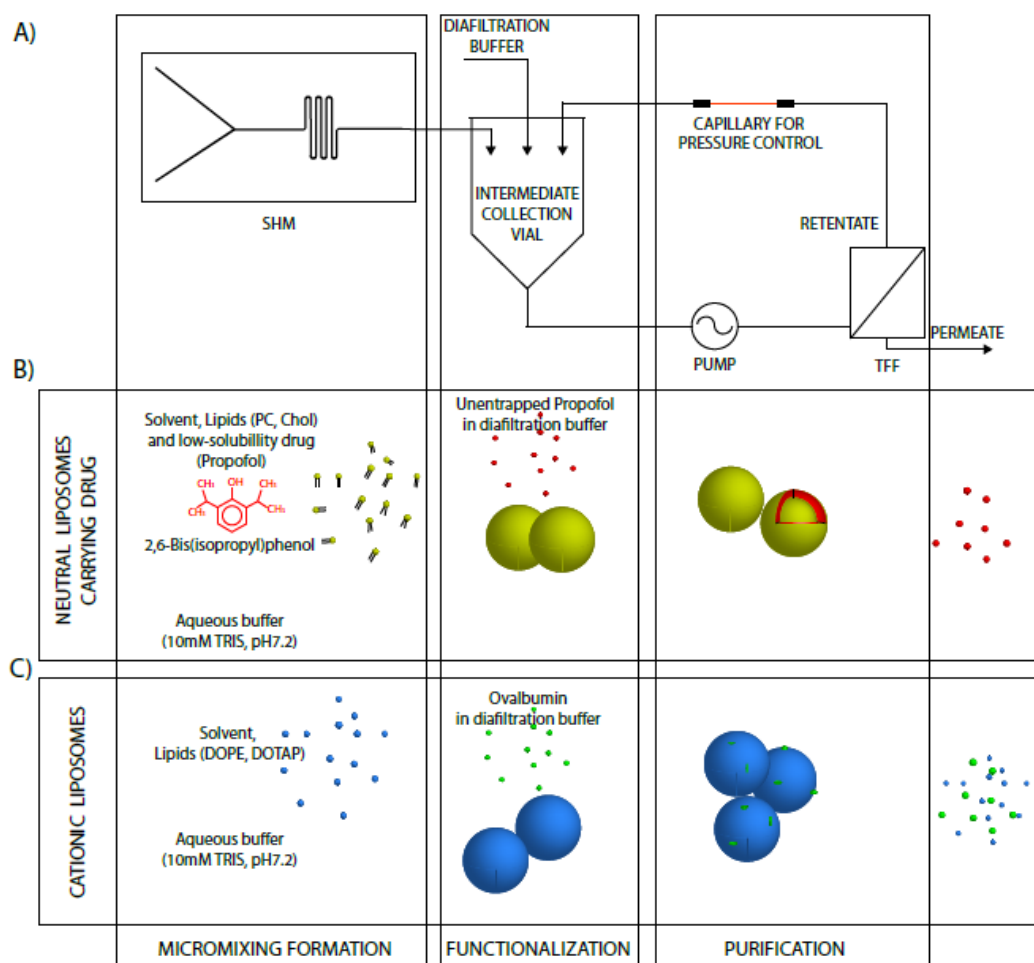 A)
DIAFILTRATION
BUFFER
CAPILLARY FOR
PRESSURE CONTROL
INTERMEDIATE
COLLECTION
VIAL
SHM
RETENTATE
PERMEATE
PUMP
TFF
B)
NEUTRAL LIPOSOMES
CARRYING DRUG
Solvent, Lipids (PC, Chol)
and low-solubillity drug
(Propofol)
CH₃ OH CH₃
CH₃ CH₃
2,6-Bis(isopropyl)phenol
Aqueous buffer
(10mM TRIS, pH7.2)
Unentrapped Propofol
in diafiltration buffer
C)
CATIONIC LIPOSOMES
Solvent,
Lipids (DOPE, DOTAP)
Aqueous buffer
(10mM TRIS, pH7.2)
Ovalbumin
in diafiltration buffer
MICROMIXING FORMATION
FUNCTIONALIZATION
PURIFICATION